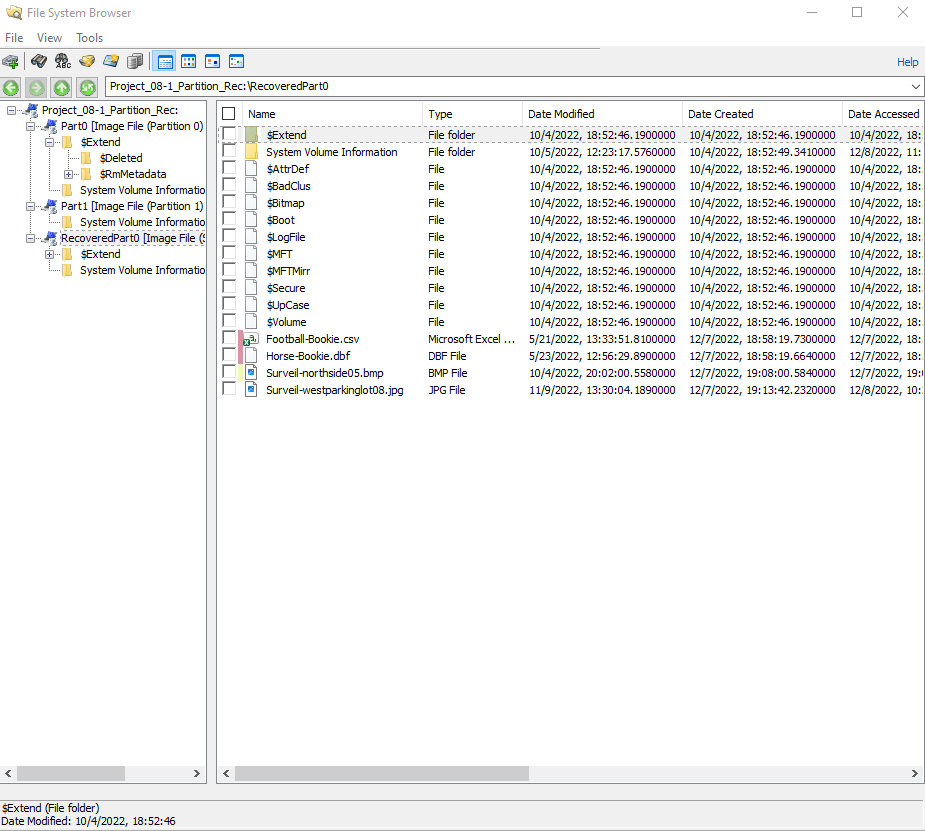 File System Browser
File View Tools
Help
Project_08-1_Partition_Rec:\RecoveredPart0
Project_08-1_Partition_Rec:
Part0 [Image File (Partition 0)
$Extend
$Deleted
$RmMetadata
System Volume Informatio
Part1 [Image File (Partition 1)
System Volume Informatio
RecoveredPart0 [Image File (S
$Extend
System Volume Informatio
Name Type Date Modified Date Created Date Accessed
$Extend File folder 10/4/2022, 18:52:46.1900000 10/4/2022, 18:52:46.1900000 10/4/2022, 18:
System Volume Information File folder 10/5/2022, 12:23:17.5760000 10/4/2022, 18:52:49.3410000 12/8/2022, 11:
$AttrDef File 10/4/2022, 18:52:46.1900000 10/4/2022, 18:52:46.1900000 10/4/2022, 18:
$BadClus File 10/4/2022, 18:52:46.1900000 10/4/2022, 18:52:46.1900000 10/4/2022, 18:
$Bitmap File 10/4/2022, 18:52:46.1900000 10/4/2022, 18:52:46.1900000 10/4/2022, 18:
$Boot File 10/4/2022, 18:52:46.1900000 10/4/2022, 18:52:46.1900000 10/4/2022, 18:
$LogFile File 10/4/2022, 18:52:46.1900000 10/4/2022, 18:52:46.1900000 10/4/2022, 18:
$MFT File 10/4/2022, 18:52:46.1900000 10/4/2022, 18:52:46.1900000 10/4/2022, 18:
$MFTMirr File 10/4/2022, 18:52:46.1900000 10/4/2022, 18:52:46.1900000 10/4/2022, 18:
$Secure File 10/4/2022, 18:52:46.1900000 10/4/2022, 18:52:46.1900000 10/4/2022, 18:
$UpCase File 10/4/2022, 18:52:46.1900000 10/4/2022, 18:52:46.1900000 10/4/2022, 18:
$Volume File 10/4/2022, 18:52:46.1900000 10/4/2022, 18:52:46.1900000 10/4/2022, 18:
Football-Bookie.csv Microsoft Excel ... 5/21/2022, 13:33:51.8100000 12/7/2022, 18:58:19.7300000 12/7/2022, 18:
Horse-Bookie.dbf DBF File 5/23/2022, 12:56:29.8900000 12/7/2022, 18:58:19.6640000 12/7/2022, 18:
Surveil-northside05.bmp BMP File 10/4/2022, 20:02:00.5580000 12/7/2022, 19:08:00.5840000 12/7/2022, 19:
Surveil-westparkinglot08.jpg JPG File 11/9/2022, 13:30:04.1890000 12/7/2022, 19:13:42.2320000 12/8/2022, 10:
$Extend (File folder)
Date Modified: 10/4/2022, 18:52:46